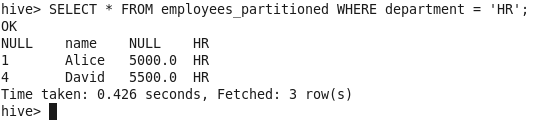 hive> SELECT * FROM employees_partitioned WHERE department = 'HR';
OK
NULL    name    NULL    HR
1       Alice   5000.0  HR
4       David   5500.0  HR
Time taken: 0.426 seconds, Fetched: 3 row(s)
hive>